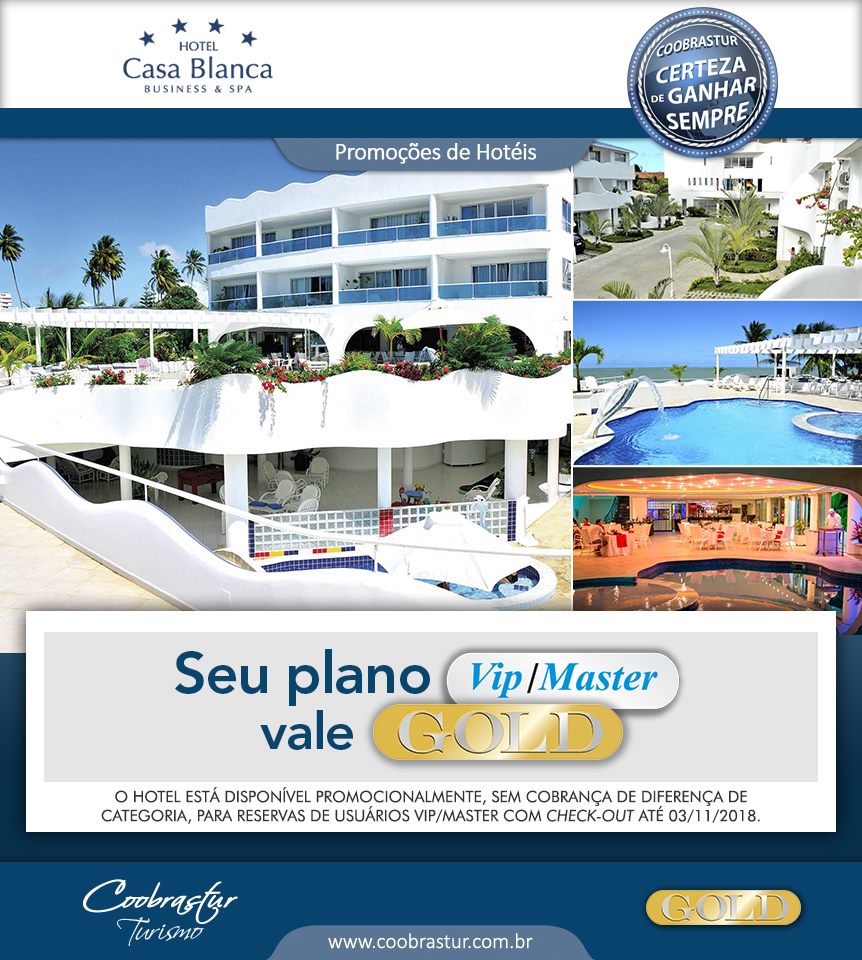 HOTEL
Casa Blanca
BUSINESS & SPA
COOBRASTUR
CERTEZA
DE GANHAR
SEMPRE
Promoções de Hotéis
Seu plano Vip/Master
vale GOLD
O HOTEL ESTÁ DISPONÍVEL PROMOCIONALMENTE, SEM COBRANÇA DE DIFERENÇA DE
CATEGORIA, PARA RESERVAS DE USUÁRIOS VIP/MASTER COM CHECK-OUT ATÉ 03/11/2018.
Coobrastur
Turismo
GOLD
www.coobrastur.com.br